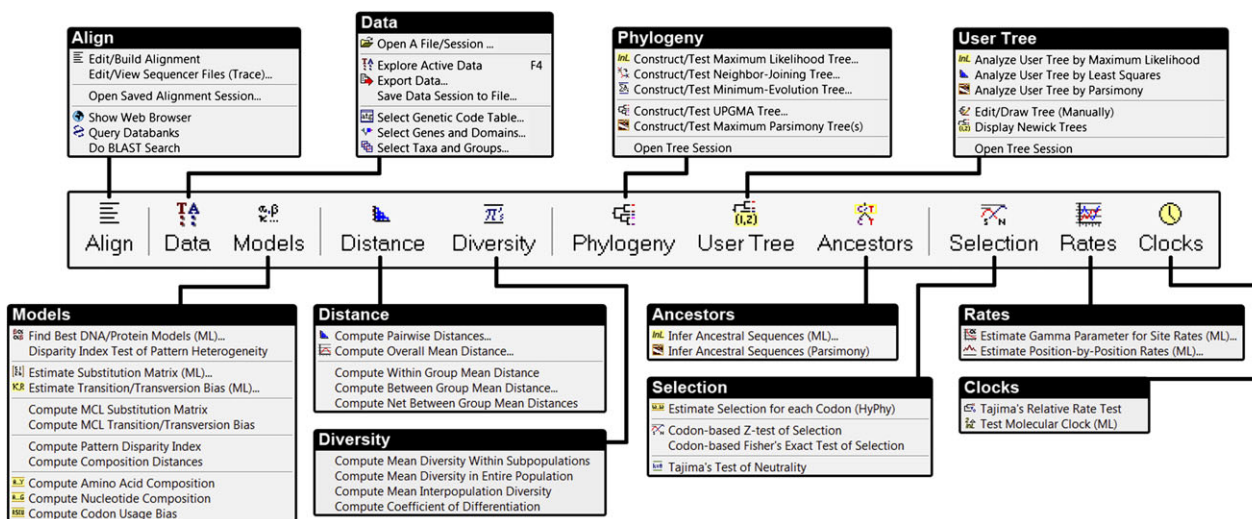 Align
Edit/Build Alignment
Edit/View Sequencer Files (Trace)...
Open Saved Alignment Session...
Show Web Browser
Query Databanks
Do BLAST Search
Data
Open A File/Session ...
Explore Active Data F4
Export Data...
Save Data Session to File...
Select Genetic Code Table...
Select Genes and Domains...
Select Taxa and Groups...
Phylogeny
Construct/Test Maximum Likelihood Tree...
Construct/Test Neighbor-Joining Tree...
Construct/Test Minimum-Evolution Tree...
Construct/Test UPGMA Tree...
Construct/Test Maximum Parsimony Tree(s)
Open Tree Session
User Tree
Analyze User Tree by Maximum Likelihood
Analyze User Tree by Least Squares
Analyze User Tree by Parsimony
Edit/Draw Tree (Manually)
Display Newick Trees
Open Tree Session
Align Data Models Distance Diversity Phylogeny User Tree Ancestors Selection Rates Clocks
Models
Find Best DNA/Protein Models (ML)...
Disparity Index Test of Pattern Heterogeneity
Estimate Substitution Matrix (ML)...
Estimate Transition/Transversion Bias (ML)...
Compute MCL Substitution Matrix
Compute MCL Transition/Transversion Bias
Compute Pattern Disparity Index
Compute Composition Distances
Compute Amino Acid Composition
Compute Nucleotide Composition
Compute Codon Usage Bias
Distance
Compute Pairwise Distances...
Compute Overall Mean Distance...
Compute Within Group Mean Distance
Compute Between Group Mean Distance...
Compute Net Between Group Mean Distances
Diversity
Compute Mean Diversity Within Subpopulations
Compute Mean Diversity in Entire Population
Compute Mean Interpopulation Diversity
Compute Coefficient of Differentiation
Ancestors
Infer Ancestral Sequences (ML)...
Infer Ancestral Sequences (Parsimony)
Selection
Estimate Selection for each Codon (HyPhy)
Codon-based Z-test of Selection
Codon-based Fisher's Exact Test of Selection
Tajima's Test of Neutrality
Rates
Estimate Gamma Parameter for Site Rates (ML)...
Estimate Position-by-Position Rates (ML)...
Clocks
Tajima's Relative Rate Test
Test Molecular Clock (ML)